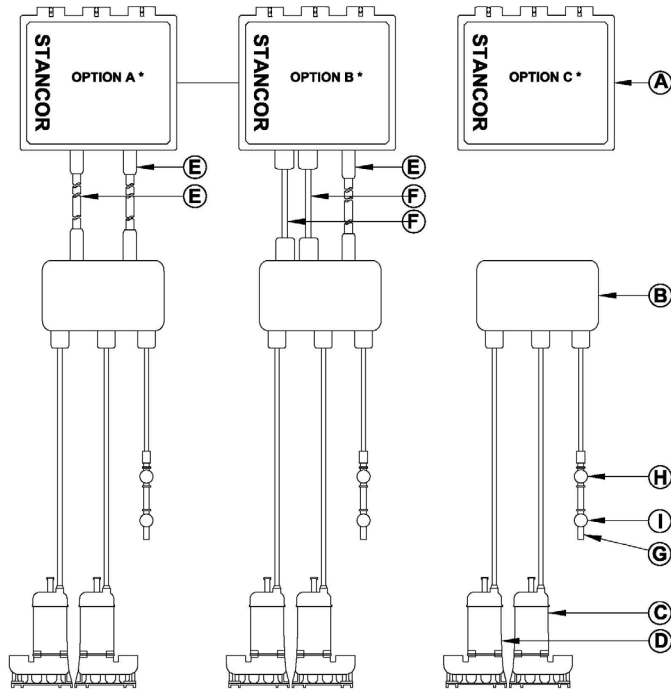 STANCOR
OPTION A *
STANCOR
OPTION B *
STANCOR
OPTION C *
A
E
E
E
F
F
B
H
I
G
C
D